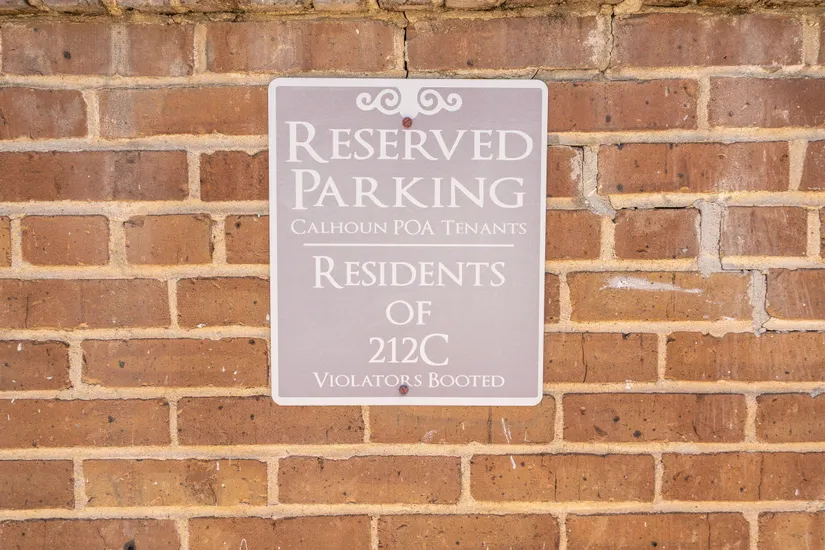 Reserved
Parking
Calhoun POA Tenants
Residents
of
212C
Violators Booted